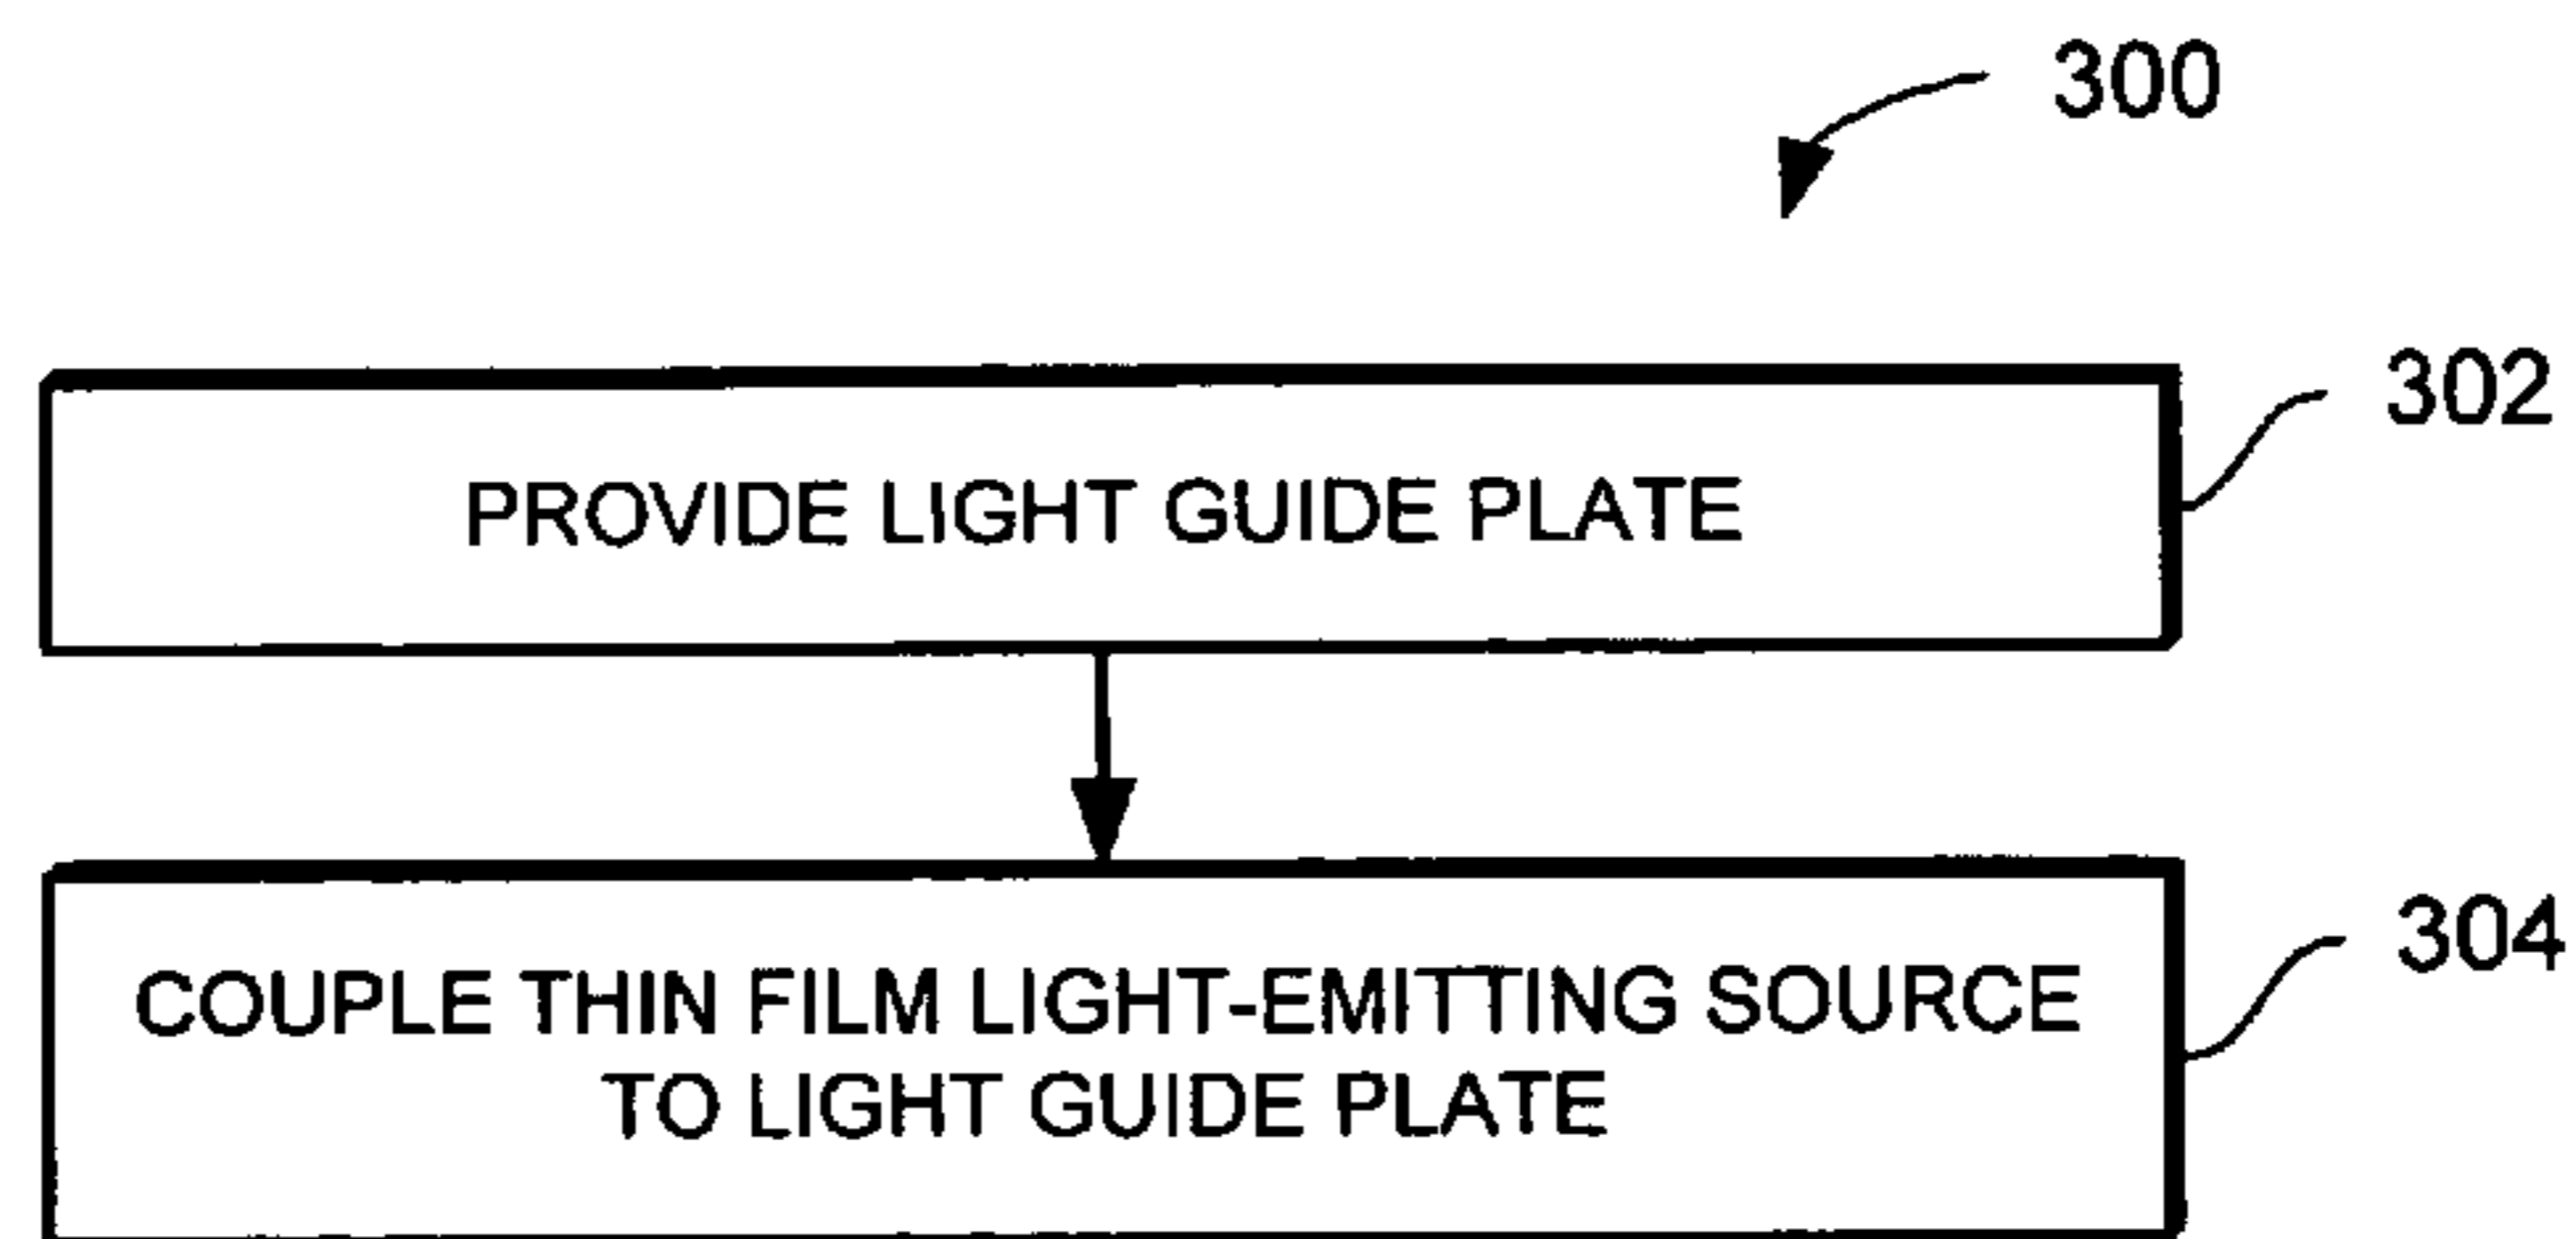 300
302
PROVIDE LIGHT GUIDE PLATE
304
COUPLE THIN FILM LIGHT-EMITTING SOURCE
TO LIGHT GUIDE PLATE